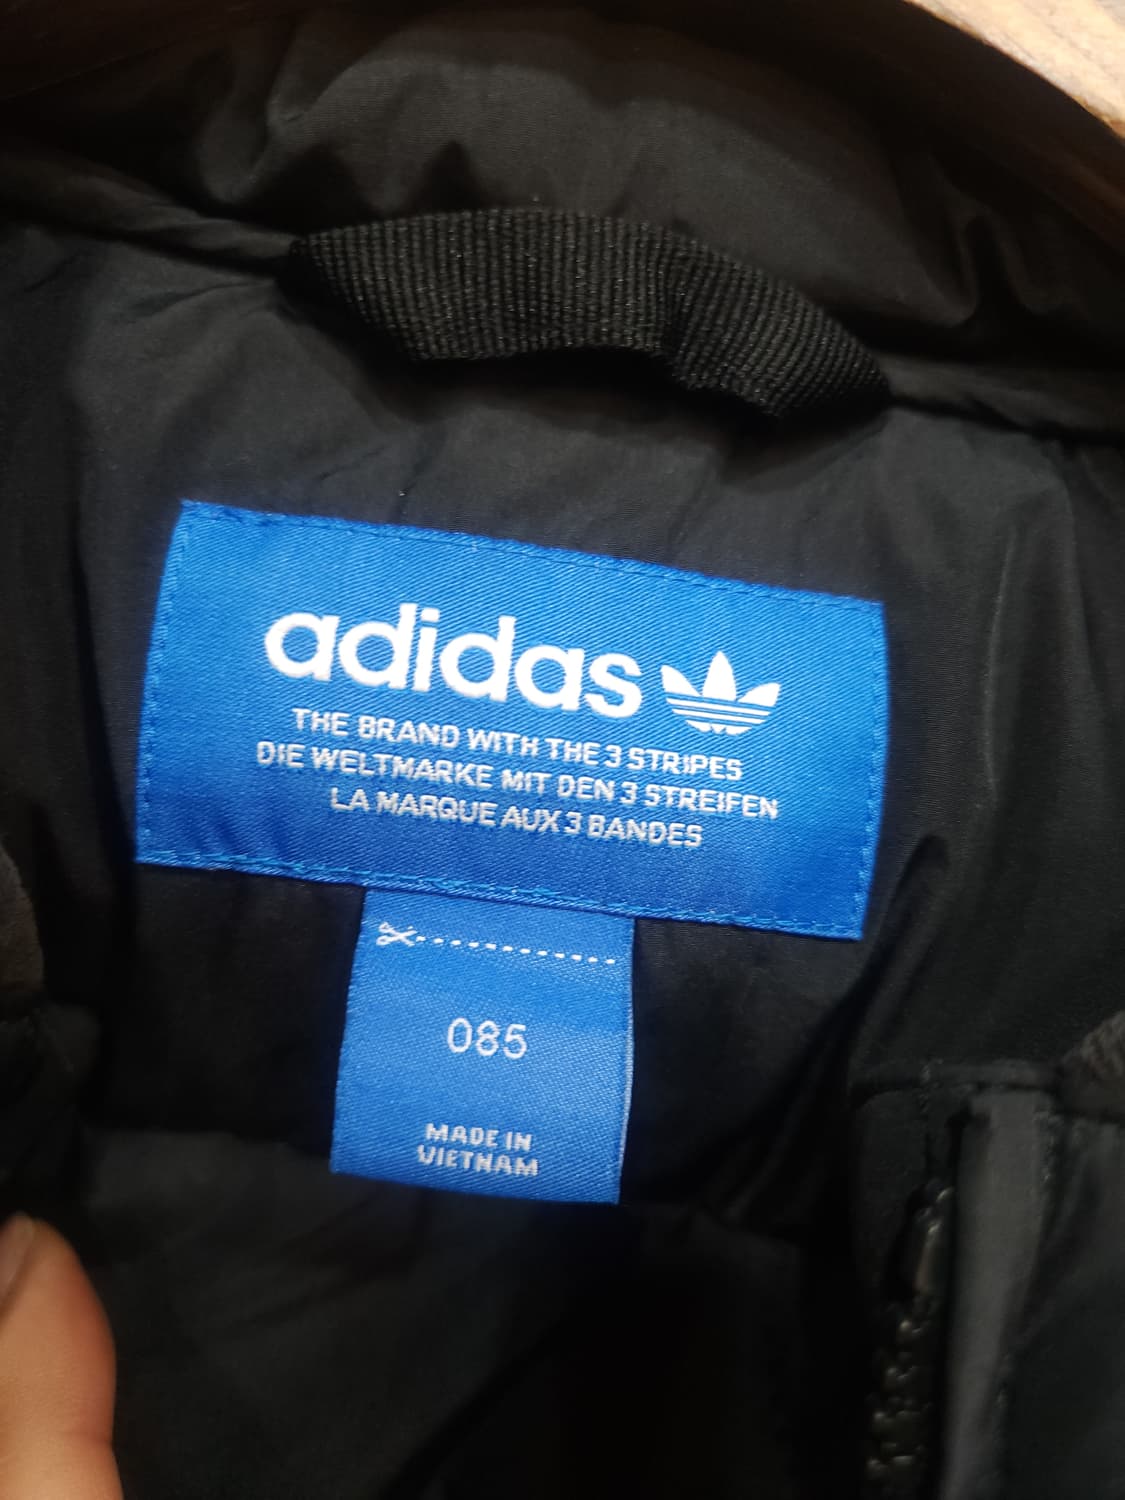 adidas
THE BRAND WITH THE 3 STRIPES
DIE WELTMARKE MIT DEN 3 STREIFEN
LA MARQUE AUX 3 BANDES
085
MADE IN
VIETNAM